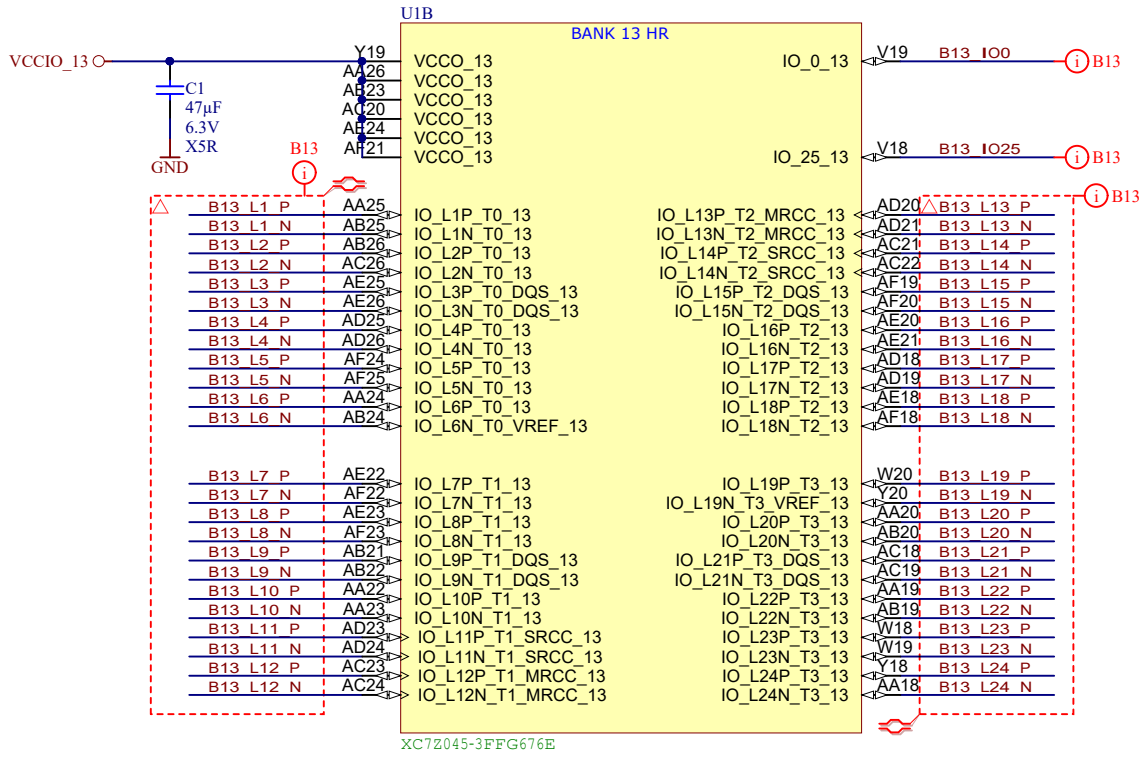 U1B
BANK 13 HR
VCCIO_13
Y19 VCCO_13
AA26 VCCO_13
AB23 VCCO_13
AC20 VCCO_13
AE24 VCCO_13
AF21 VCCO_13
C1
47µF
6.3V
X5R
GND
IO_0_13 V19 B13_IO0 i B13
IO_25_13 V18 B13_IO25 i B13
B13
i
i B13
B13_L1_P AA25 IO_L1P_T0_13
B13_L1_N AB25 IO_L1N_T0_13
B13_L2_P AB26 IO_L2P_T0_13
B13_L2_N AC26 IO_L2N_T0_13
B13_L3_P AE25 IO_L3P_T0_DQS_13
B13_L3_N AE26 IO_L3N_T0_DQS_13
B13_L4_P AD25 IO_L4P_T0_13
B13_L4_N AD26 IO_L4N_T0_13
B13_L5_P AF24 IO_L5P_T0_13
B13_L5_N AF25 IO_L5N_T0_13
B13_L6_P AA24 IO_L6P_T0_13
B13_L6_N AB24 IO_L6N_T0_VREF_13
B13_L7_P AE22 IO_L7P_T1_13
B13_L7_N AF22 IO_L7N_T1_13
B13_L8_P AE23 IO_L8P_T1_13
B13_L8_N AF23 IO_L8N_T1_13
B13_L9_P AB21 IO_L9P_T1_DQS_13
B13_L9_N AB22 IO_L9N_T1_DQS_13
B13_L10_P AA22 IO_L10P_T1_13
B13_L10_N AA23 IO_L10N_T1_13
B13_L11_P AD23 IO_L11P_T1_SRCC_13
B13_L11_N AD24 IO_L11N_T1_SRCC_13
B13_L12_P AC23 IO_L12P_T1_MRCC_13
B13_L12_N AC24 IO_L12N_T1_MRCC_13
IO_L13P_T2_MRCC_13 AD20 B13_L13_P
IO_L13N_T2_MRCC_13 AD21 B13_L13_N
IO_L14P_T2_SRCC_13 AC21 B13_L14_P
IO_L14N_T2_SRCC_13 AC22 B13_L14_N
IO_L15P_T2_DQS_13 AF19 B13_L15_P
IO_L15N_T2_DQS_13 AF20 B13_L15_N
IO_L16P_T2_13 AE20 B13_L16_P
IO_L16N_T2_13 AE21 B13_L16_N
IO_L17P_T2_13 AD18 B13_L17_P
IO_L17N_T2_13 AD19 B13_L17_N
IO_L18P_T2_13 AE18 B13_L18_P
IO_L18N_T2_13 AF18 B13_L18_N
IO_L19P_T3_13 W20 B13_L19_P
IO_L19N_T3_VREF_13 Y20 B13_L19_N
IO_L20P_T3_13 AA20 B13_L20_P
IO_L20N_T3_13 AB20 B13_L20_N
IO_L21P_T3_DQS_13 AC18 B13_L21_P
IO_L21N_T3_DQS_13 AC19 B13_L21_N
IO_L22P_T3_13 AA19 B13_L22_P
IO_L22N_T3_13 AB19 B13_L22_N
IO_L23P_T3_13 W18 B13_L23_P
IO_L23N_T3_13 W19 B13_L23_N
IO_L24P_T3_13 Y18 B13_L24_P
IO_L24N_T3_13 AA18 B13_L24_N
XC7Z045-3FFG676E